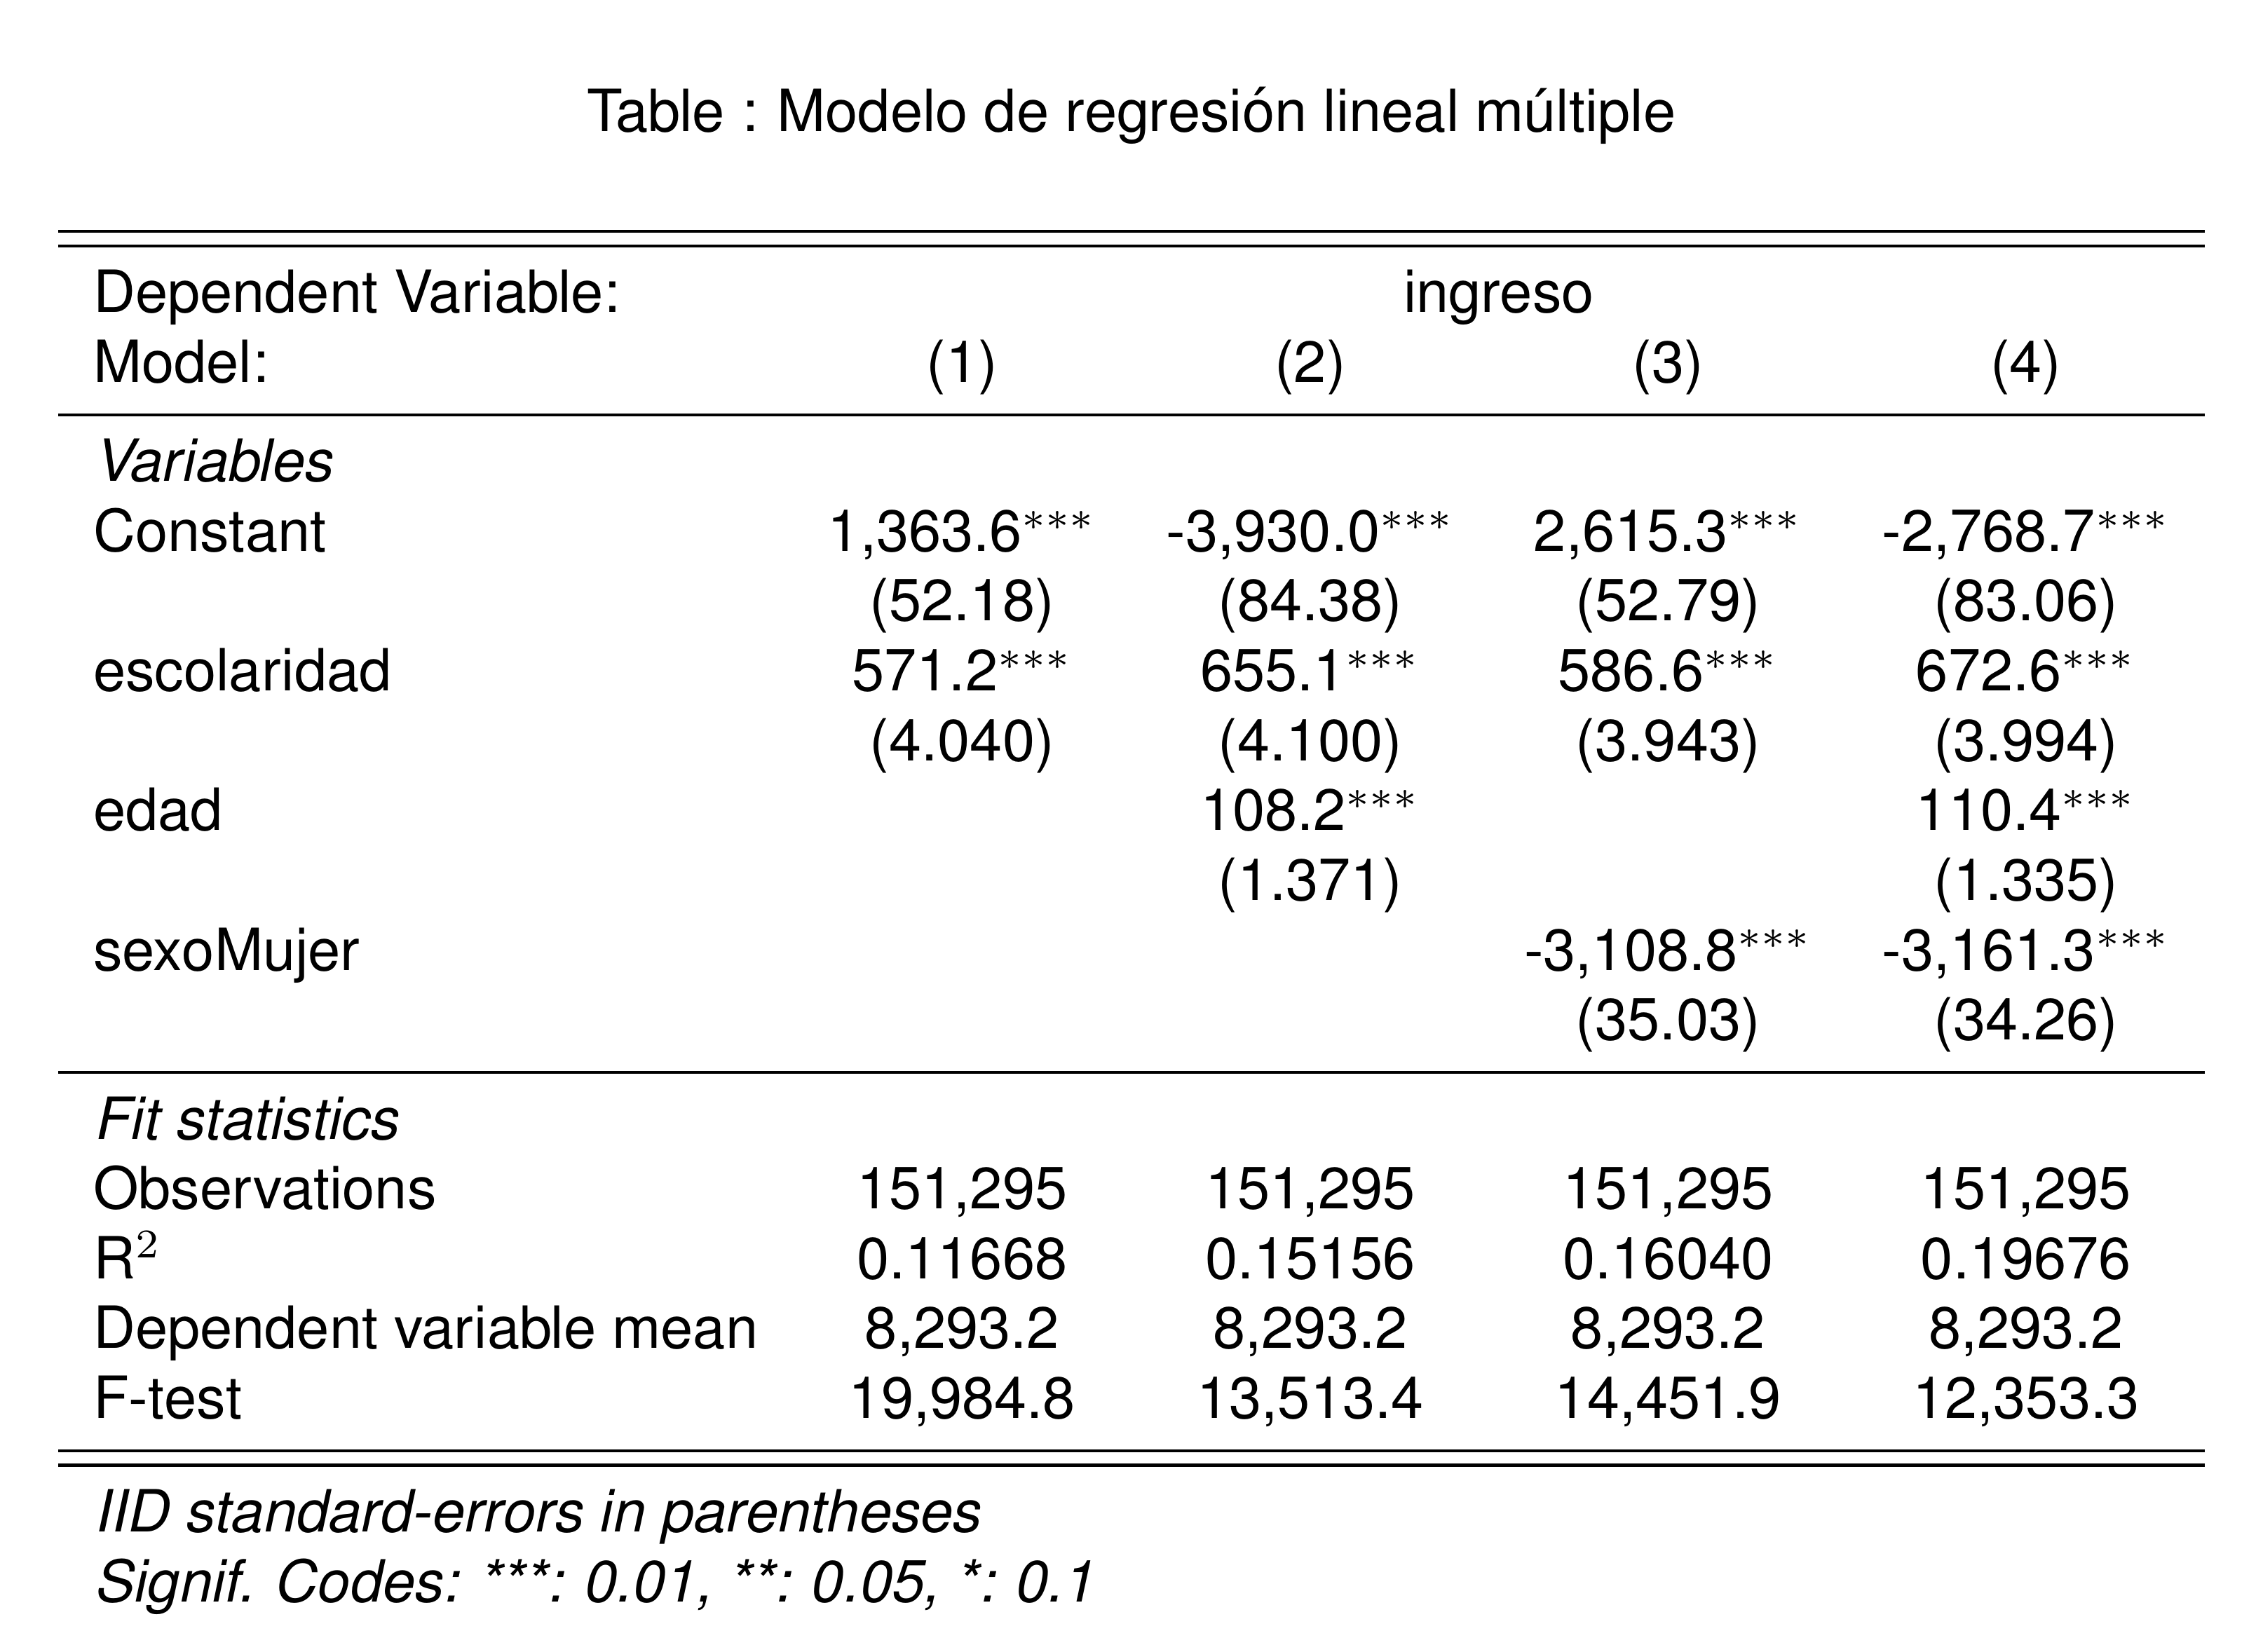 Table : Modelo de regresión lineal múltiple
Dependent Variable: ingreso
Model: (1) (2) (3) (4)
Variables
Constant 1,363.6*** -3,930.0*** 2,615.3*** -2,768.7***
(52.18) (84.38) (52.79) (83.06)
escolaridad 571.2*** 655.1*** 586.6*** 672.6***
(4.040) (4.100) (3.943) (3.994)
edad 108.2*** 110.4***
(1.371) (1.335)
sexoMujer -3,108.8*** -3,161.3***
(35.03) (34.26)
Fit statistics
Observations 151,295 151,295 151,295 151,295
R² 0.11668 0.15156 0.16040 0.19676
Dependent variable mean 8,293.2 8,293.2 8,293.2 8,293.2
F-test 19,984.8 13,513.4 14,451.9 12,353.3
IID standard-errors in parentheses
Signif. Codes: ***: 0.01, **: 0.05, *: 0.1